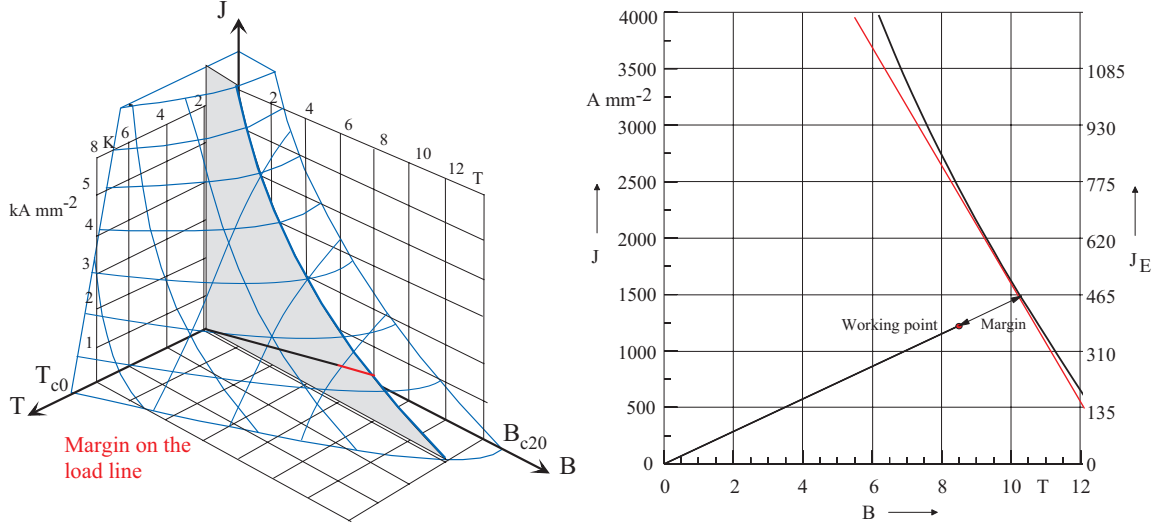 J
2
2
4
6
8
10
12
T
4
6
K
8
5
kA mm-2
4
3
2
1
Tc0
T
Margin on the
load line
Bc20
B
4000
3500
A mm-2
3000
2500
2000
1500
1000
500
0
J
1085
930
775
620
465
310
135
0
JE
Working point
Margin
0 2 4 6 8 10 T 12
B